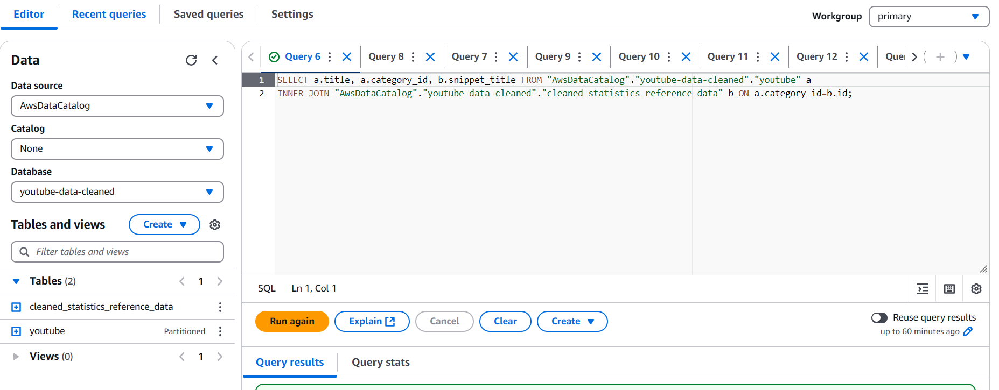 Editor
Recent queries
Saved queries
Settings
Workgroup
primary
Data
Data source
AwsDataCatalog
Catalog
None
Database
youtube-data-cleaned
Tables and views
Create
Filter tables and views
Tables (2)
1
cleaned_statistics_reference_data
youtube
Partitioned
Views (0)
1
Query 6
Query 8
Query 7
Query 9
Query 10
Query 11
Query 12
Que
1 SELECT a.title, a.category_id, b.snippet_title FROM "AwsDataCatalog"."youtube-data-cleaned"."youtube" a
2 INNER JOIN "AwsDataCatalog"."youtube-data-cleaned"."cleaned_statistics_reference_data" b ON a.category_id=b.id;
SQL
Ln 1, Col 1
Run again
Explain
Cancel
Clear
Create
Reuse query results
up to 60 minutes ago
Query results
Query stats